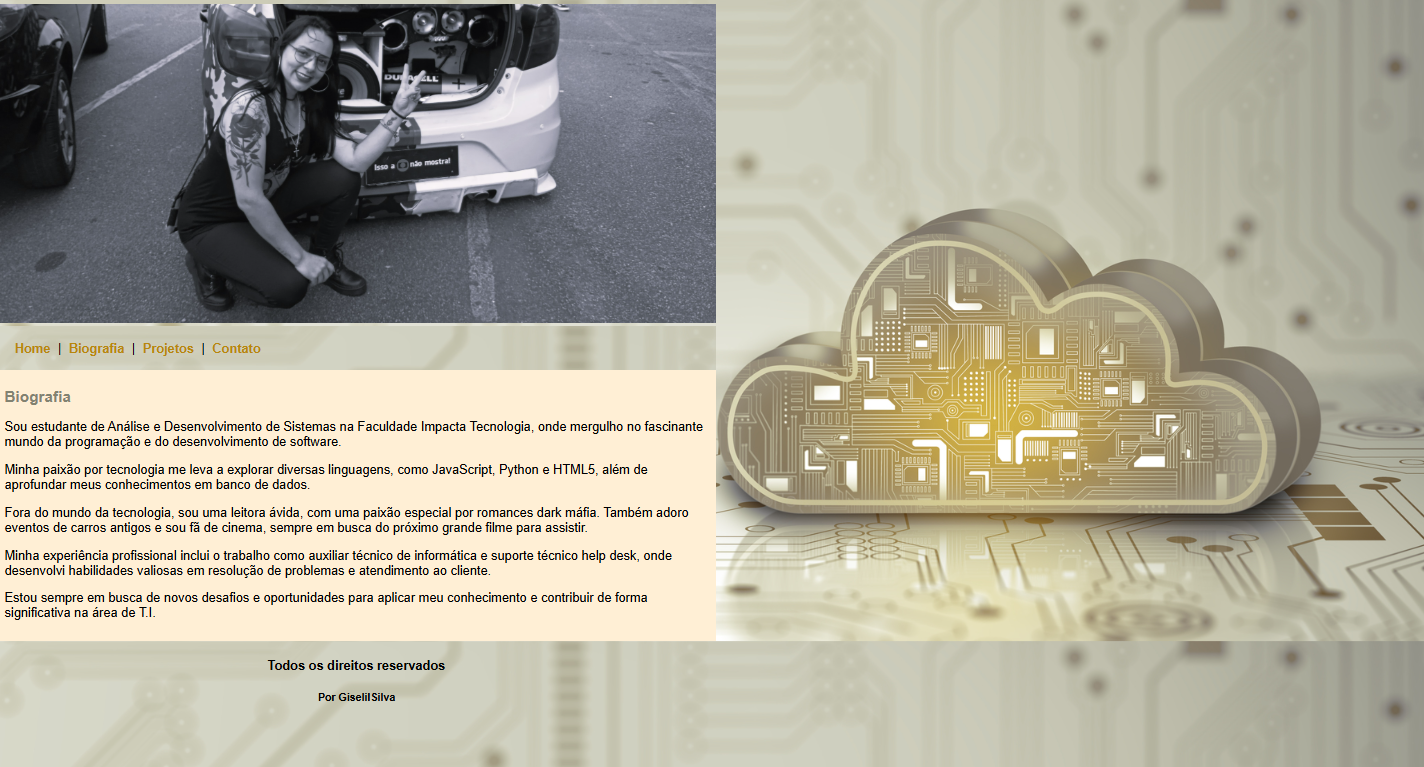 DURACELL
Isso a não mostra!
Home | Biografia | Projetos | Contato
Biografia
Sou estudante de Análise e Desenvolvimento de Sistemas na Faculdade Impacta Tecnologia, onde mergulho no fascinante
mundo da programação e do desenvolvimento de software.
Minha paixão por tecnologia me leva a explorar diversas linguagens, como JavaScript, Python e HTML5, além de
aprofundar meus conhecimentos em banco de dados.
Fora do mundo da tecnologia, sou uma leitora ávida, com uma paixão especial por romances dark máfia. Também adoro
eventos de carros antigos e sou fã de cinema, sempre em busca do próximo grande filme para assistir.
Minha experiência profissional inclui o trabalho como auxiliar técnico de informática e suporte técnico help desk, onde
desenvolvi habilidades valiosas em resolução de problemas e atendimento ao cliente.
Estou sempre em busca de novos desafios e oportunidades para aplicar meu conhecimento e contribuir de forma
significativa na área de T.I.
Todos os direitos reservados